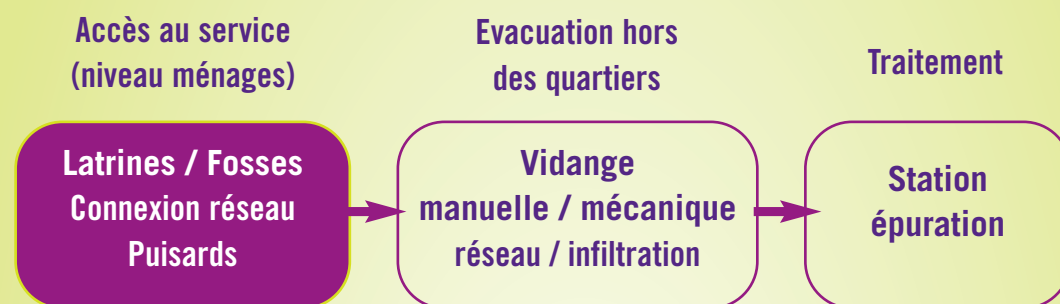 Accès au service
(niveau ménages)
Evacuation hors
des quartiers
Traitement
Latrines / Fosses
Connexion réseau
Puisards
Vidange
manuelle / mécanique
réseau / infiltration
Station
épuration